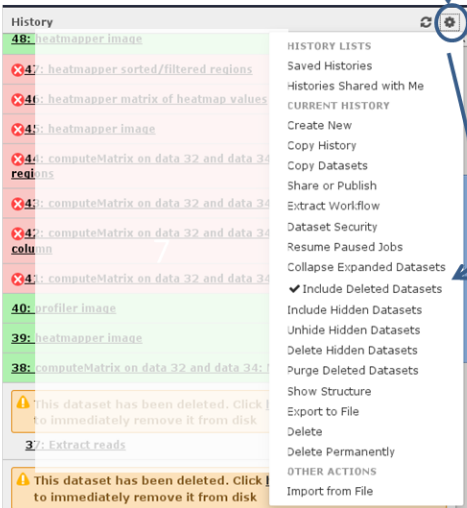 History
48: heatmapper image
47: heatmapper sorted/filtered regions
46: heatmapper matrix of heatmap values
45: heatmapper image
44: computeMatrix on data 32 and data 34
regions
43: computeMatrix on data 32 and data 34
42: computeMatrix on data 32 and data 34
column
41: computeMatrix on data 32 and data 34
40: profiler image
39: heatmapper image
38: computeMatrix on data 32 and data 34:
This dataset has been deleted. Click
to immediately remove it from disk
37: Extract reads
This dataset has been deleted. Click
to immediately remove it from disk
7
HISTORY LISTS
Saved Histories
Histories Shared with Me
CURRENT HISTORY
Create New
Copy History
Copy Datasets
Share or Publish
Extract Workflow
Dataset Security
Resume Paused Jobs
Collapse Expanded Datasets
✔ Include Deleted Datasets
Include Hidden Datasets
Unhide Hidden Datasets
Delete Hidden Datasets
Purge Deleted Datasets
Show Structure
Export to File
Delete
Delete Permanently
OTHER ACTIONS
Import from File